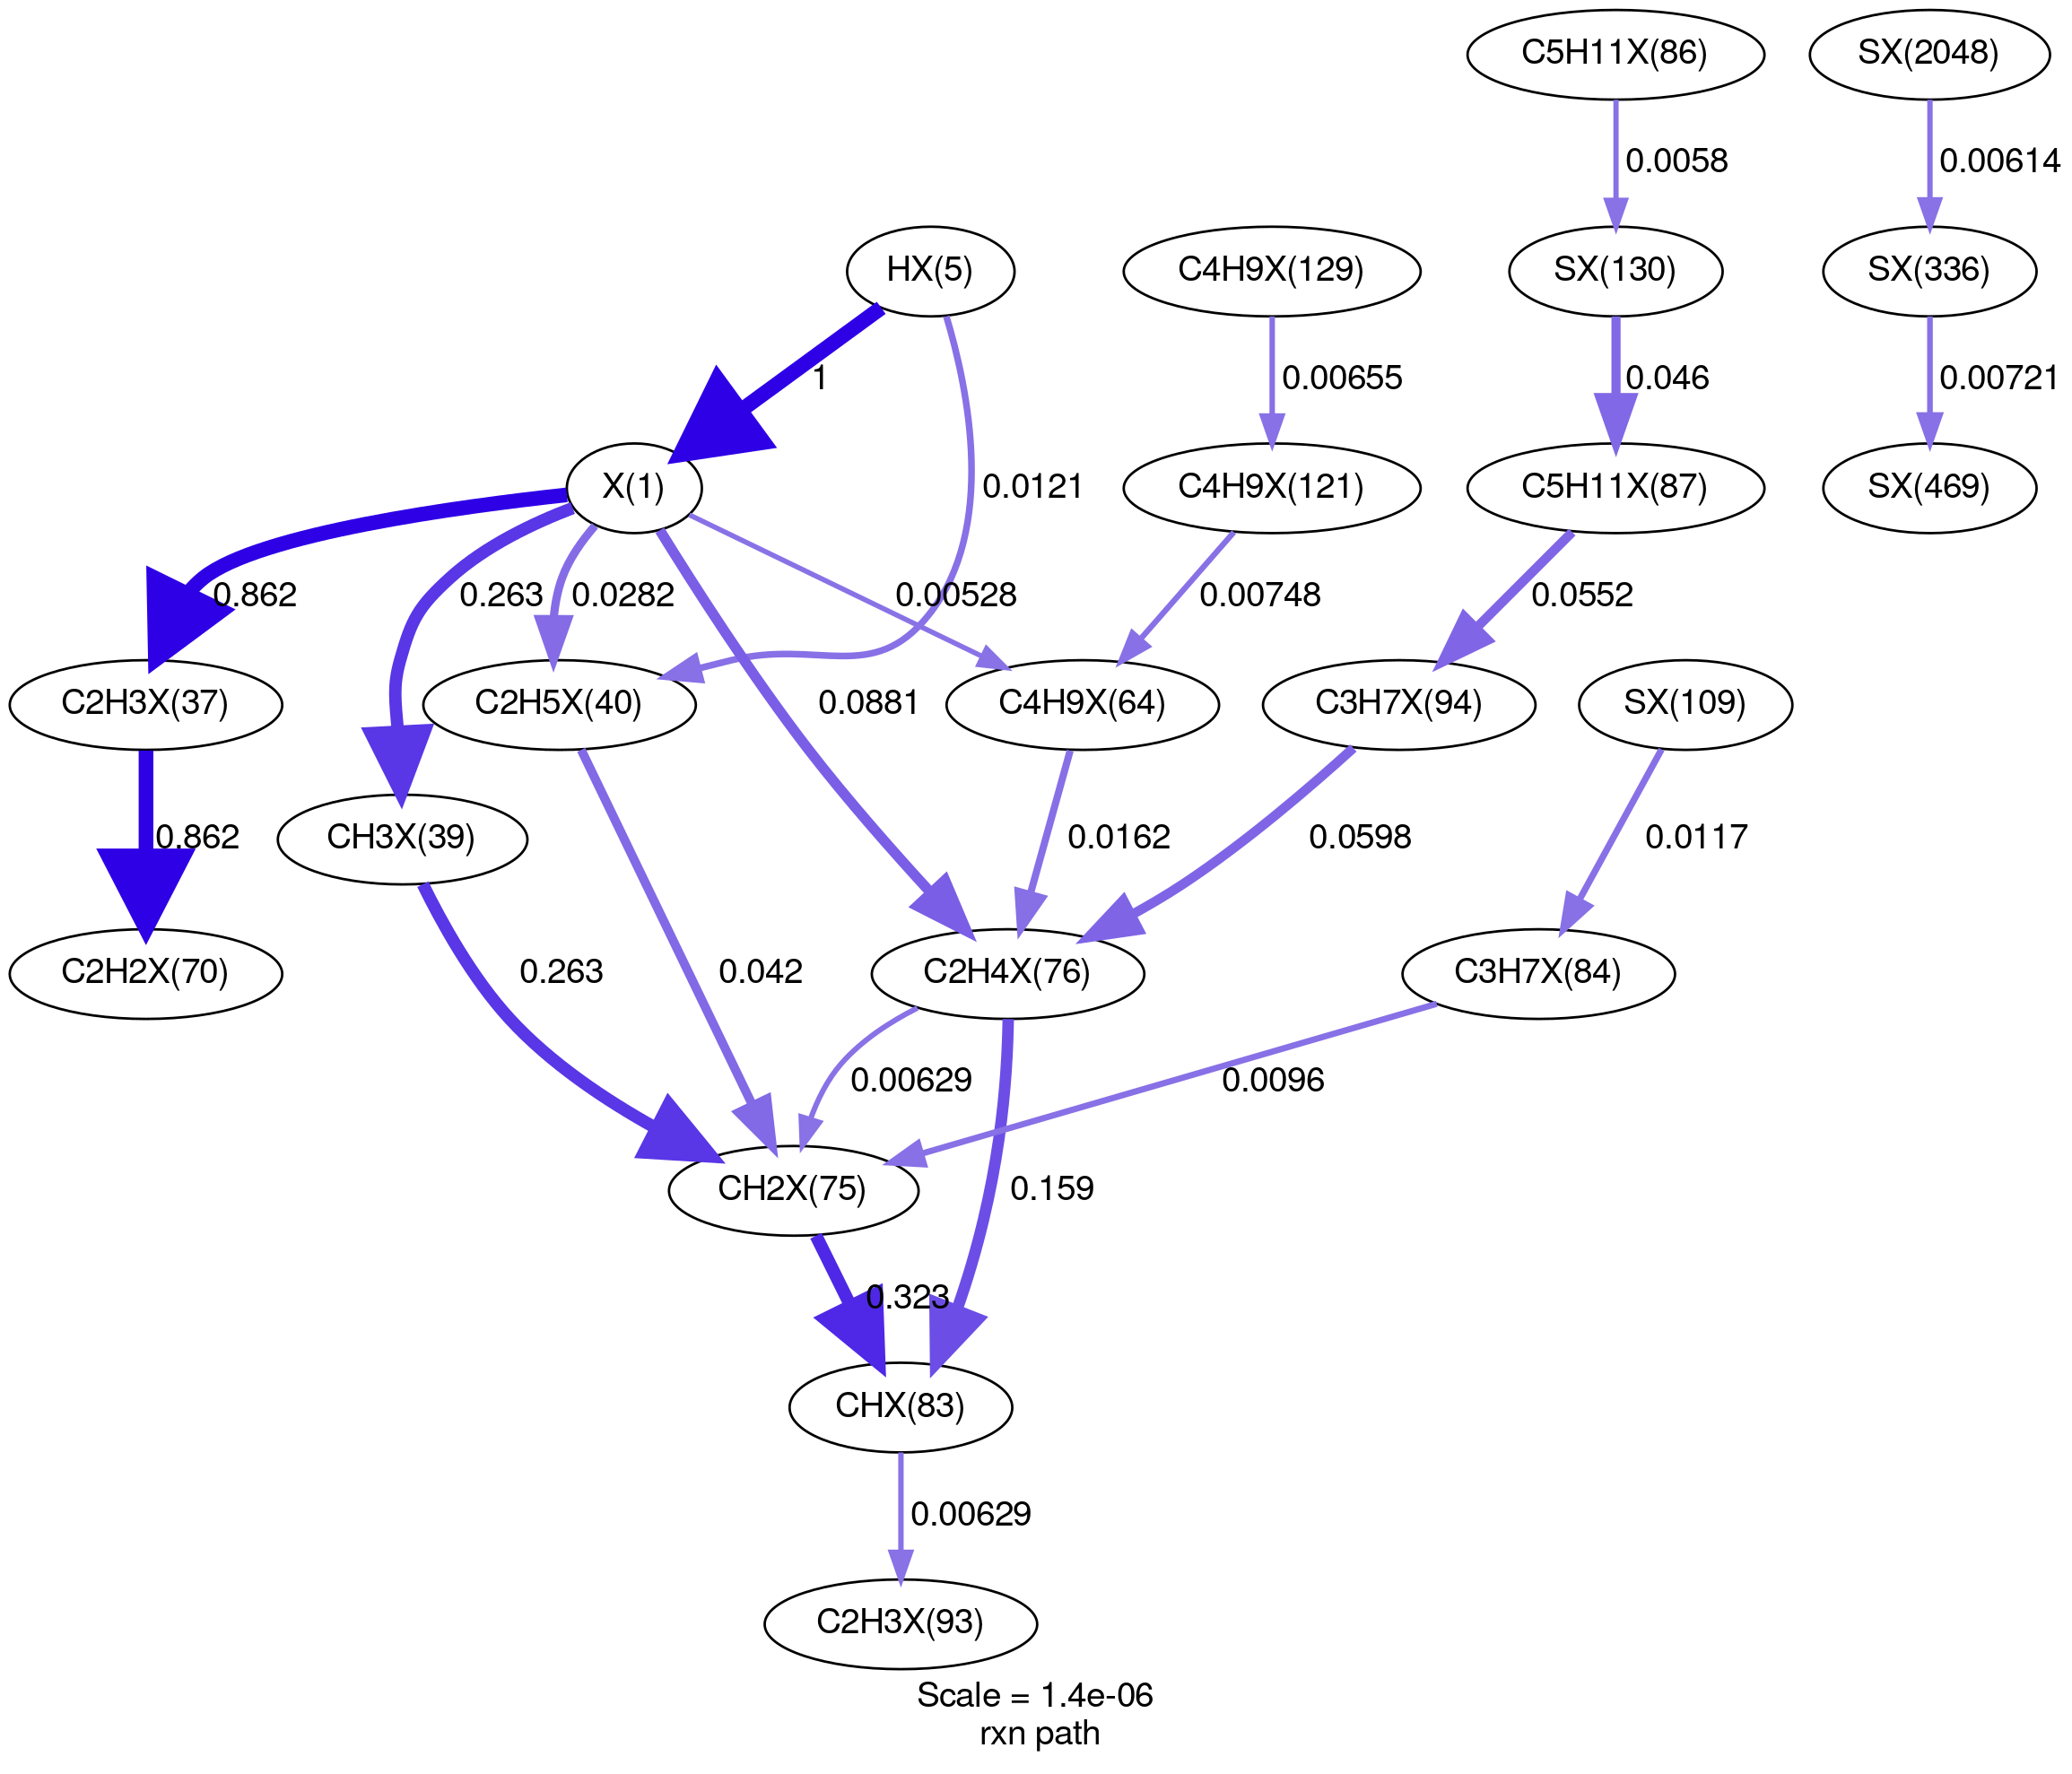 C5H11X(86)
SX(2048)
0.0058
0.00614
HX(5)
C4H9X(129)
SX(130)
SX(336)
1
0.00655
0.046
0.00721
X(1)
0.0121
C4H9X(121)
C5H11X(87)
SX(469)
0.862
0.263
0.0282
0.00528
0.00748
0.0552
C2H3X(37)
C2H5X(40)
0.0881
C4H9X(64)
C3H7X(94)
SX(109)
0.862
CH3X(39)
0.0162
0.0598
0.0117
C2H2X(70)
0.263
0.042
C2H4X(76)
C3H7X(84)
0.00629
0.0096
CH2X(75)
0.159
0.323
CHX(83)
0.00629
C2H3X(93)
Scale = 1.4e-06
rxn path